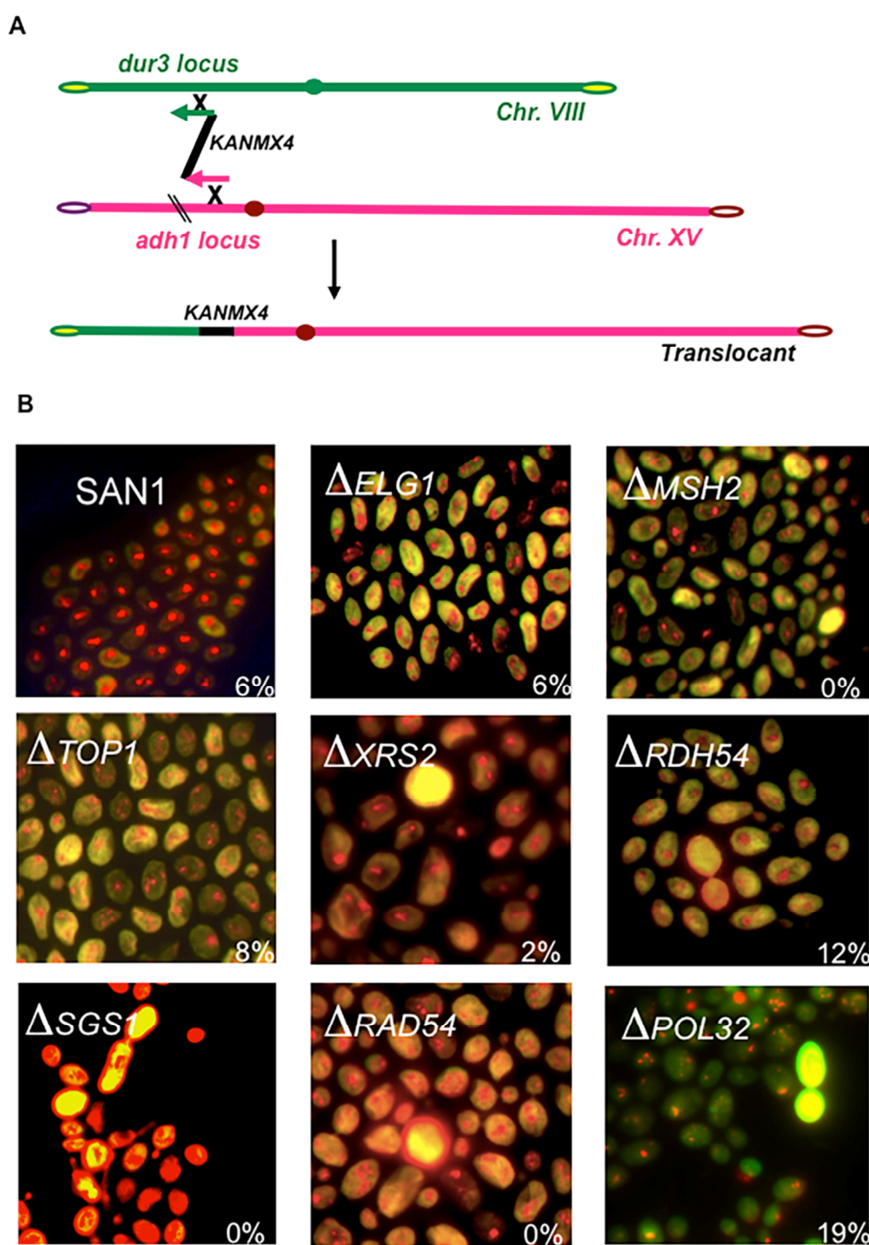 A
dur3 locus
X
Chr. VIII
KANMX4
X
adh1 locus
Chr. XV
KANMX4
Translocant
B
SAN1
6%
ΔELG1
6%
ΔMSH2
0%
ΔTOP1
8%
ΔXRS2
2%
ΔRDH54
12%
ΔSGS1
0%
ΔRAD54
0%
ΔPOL32
19%